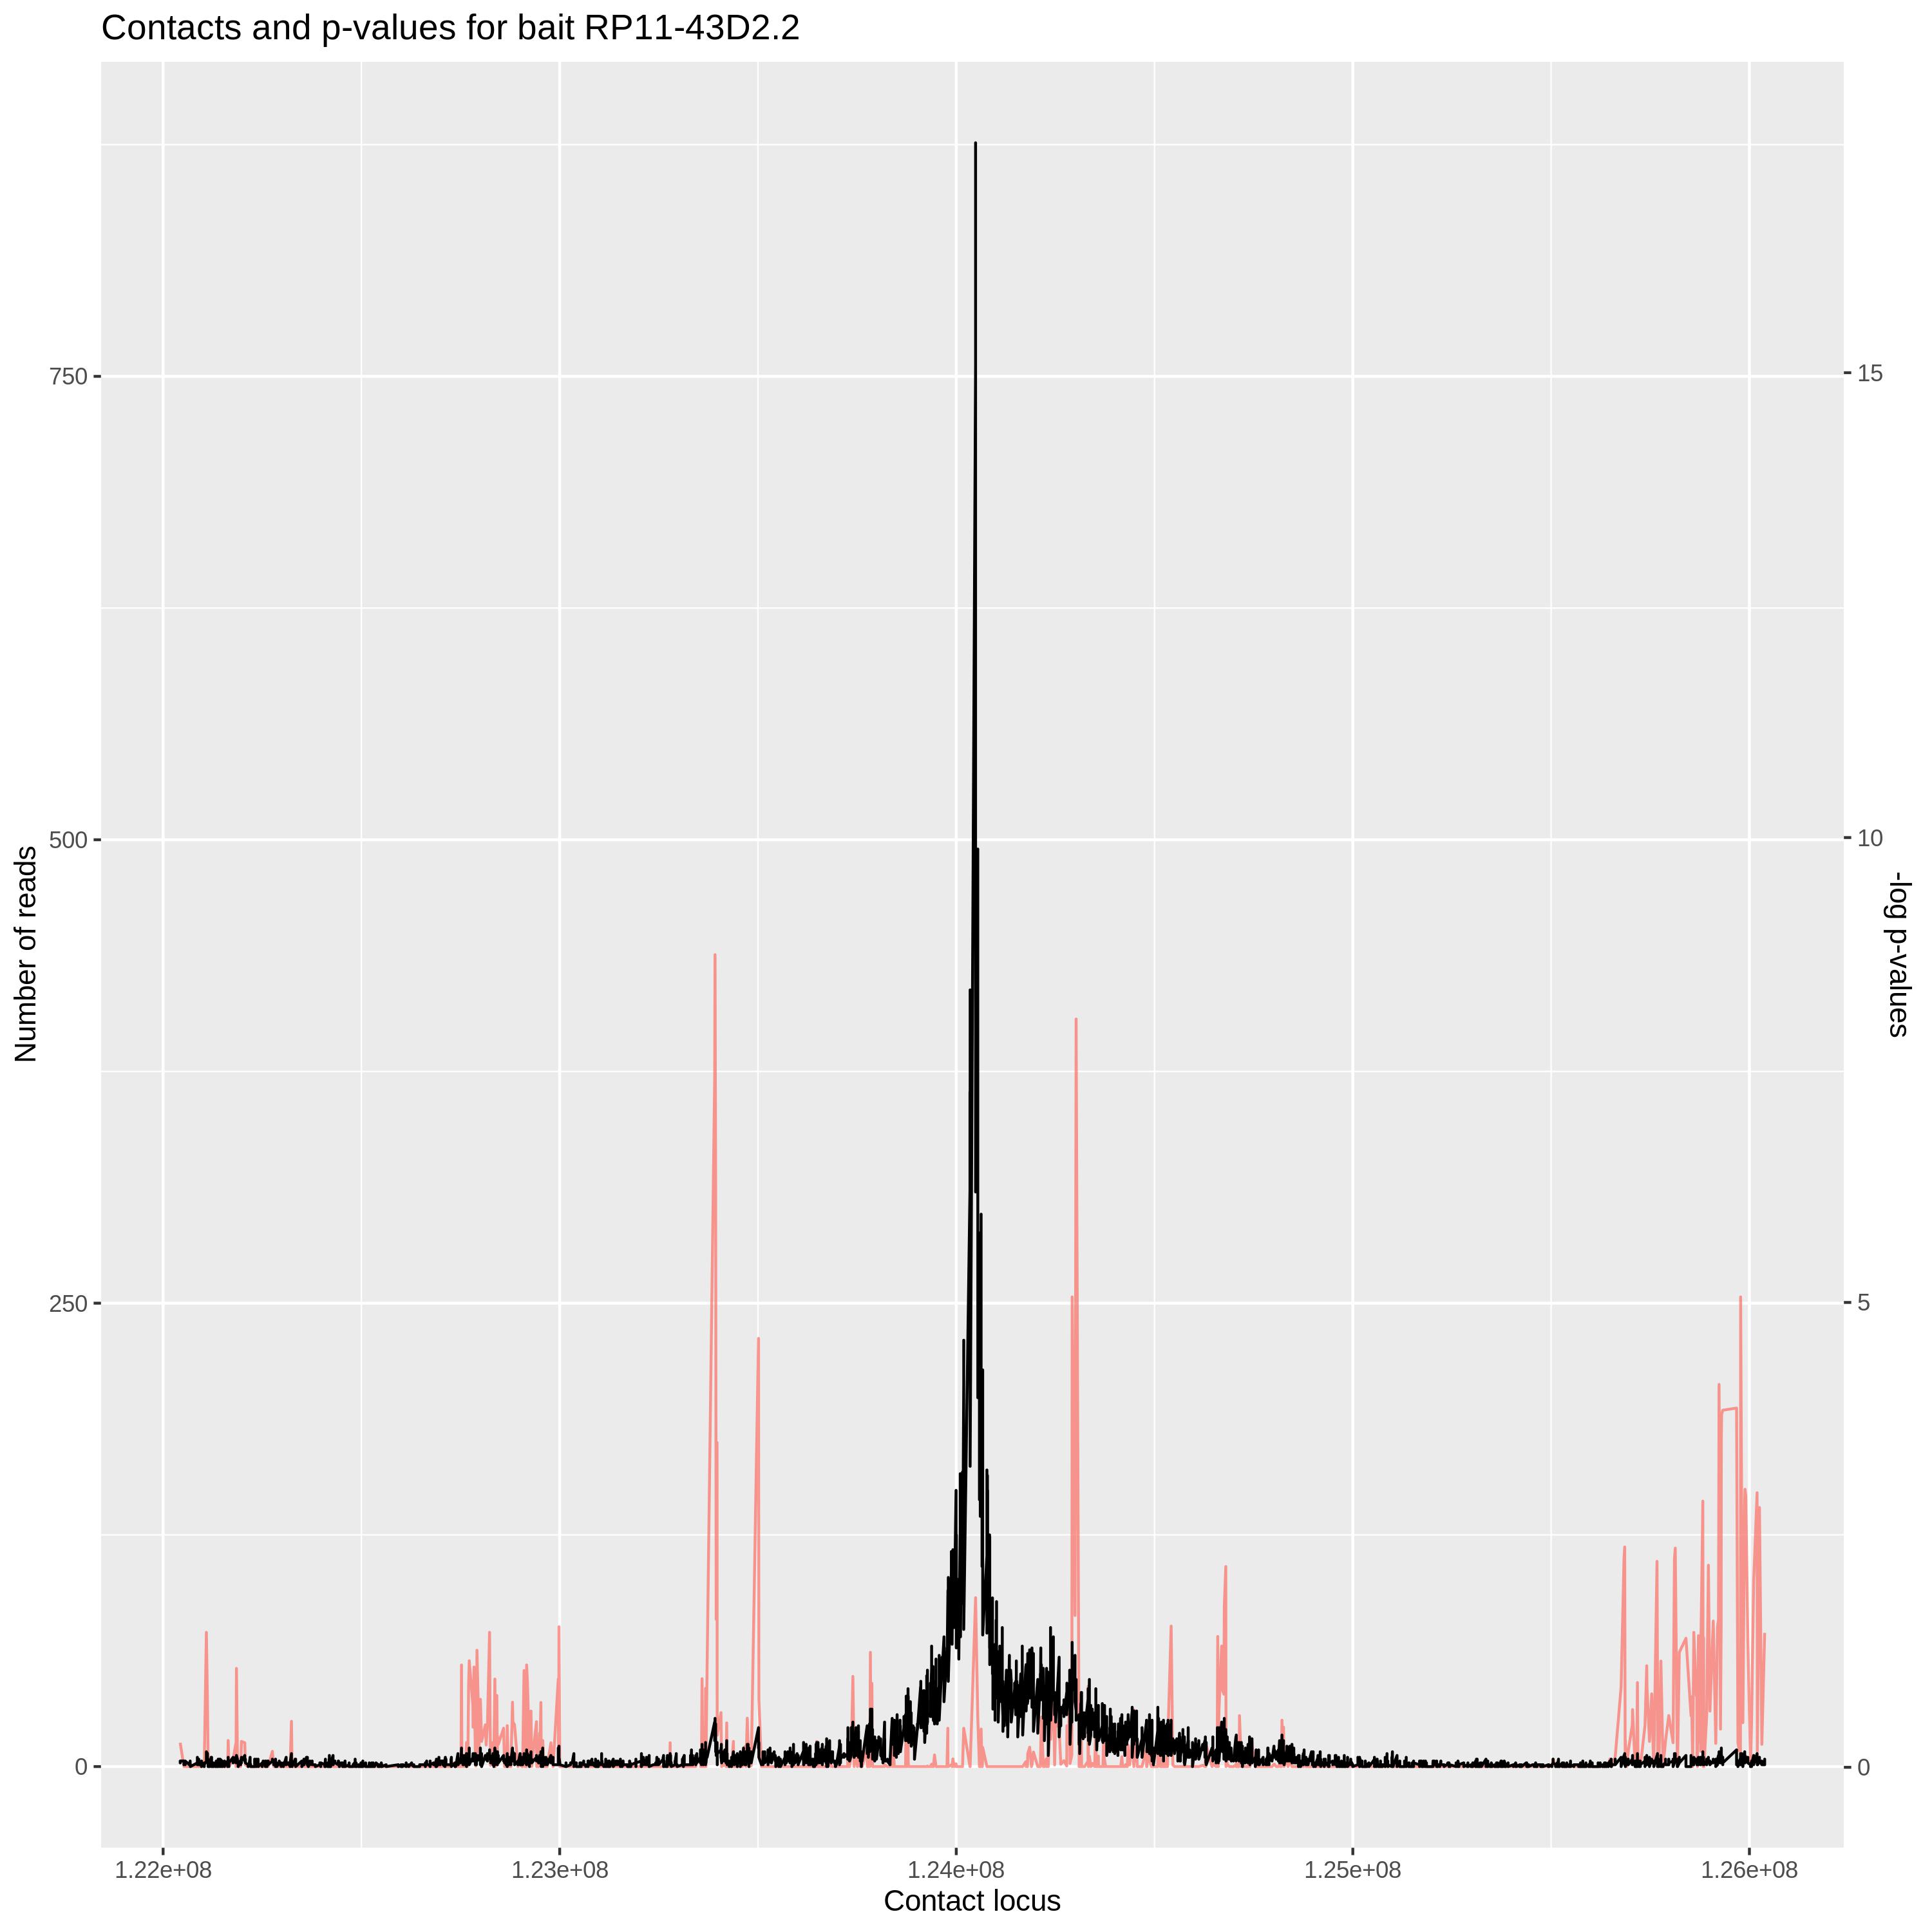 Contacts and p-values for bait RP11-43D2.2
Number of reads
750
500
250
0
15
10
5
0
-log p-values
1.22e+08
1.23e+08
1.24e+08
1.25e+08
1.26e+08
Contact locus